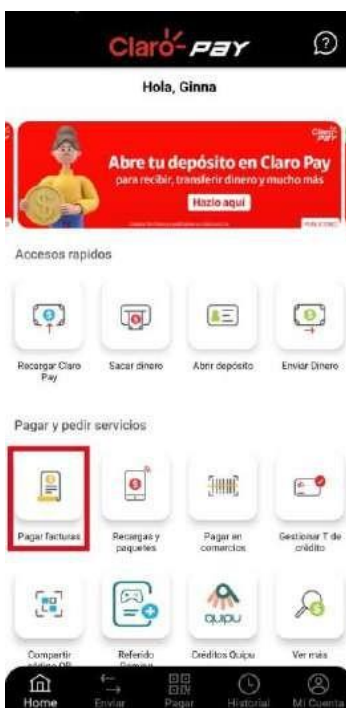 Claro-pay
Hola, Ginna
Claro-
pay
Abre tu depósito en Claro Pay
para recibir, transferir dinero y mucho más
Hazlo aquí
Accesos rapidos
Recargar Claro Pay
Sacar dinero
Abrir depósito
Enviar Dinero
Pagar y pedir servicios
Pagar facturas
Recargas y
paquetes
Pagar en
comercios
Gestionar T de
crédito
QUIPU
Compartir
código QR
Referido
Gaming
Créditos Quipu
Ver más
Home
Enviar
Pagar
Historial
Mi Cuenta